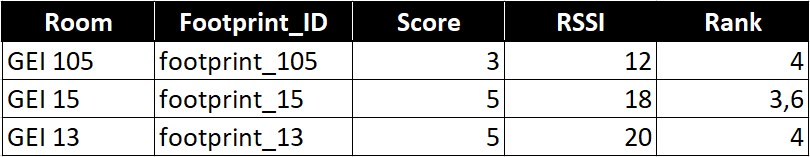 Room Footprint_ID Score RSSI Rank
GEI 105 footprint_105 3 12 4
GEI 15 footprint_15 5 18 3,6
GEI 13 footprint_13 5 20 4